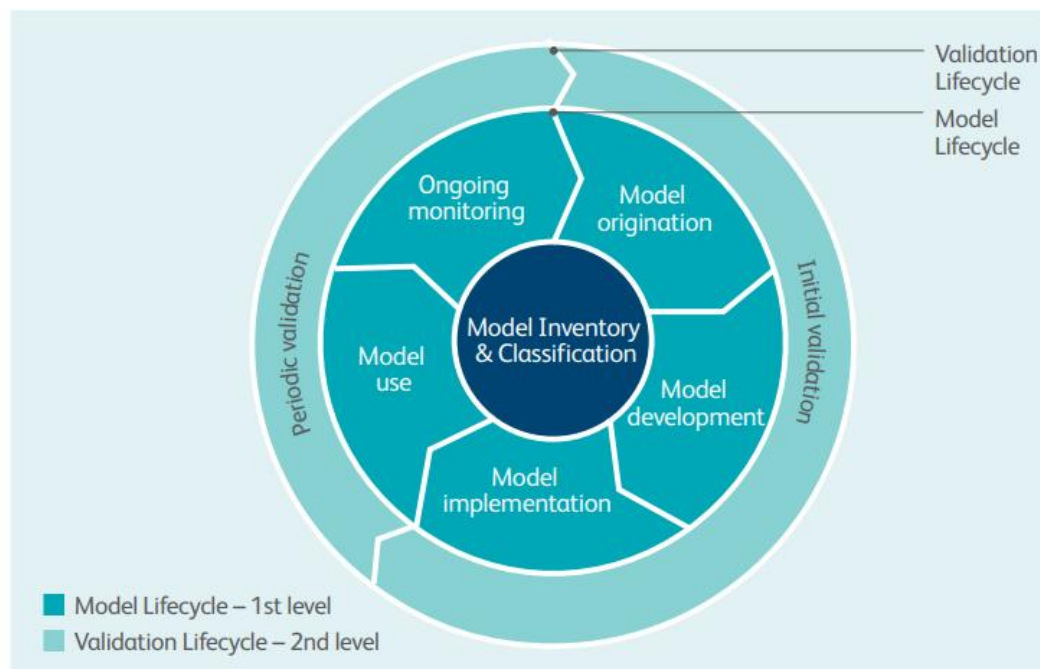 Validation
Lifecycle
Model
Lifecycle
Ongoing
monitoring
Model
origination
Periodic validation
Initial validation
Model Inventory
& Classification
Model
use
Model
development
Model
implementation
Model Lifecycle – 1st level
Validation Lifecycle – 2nd level